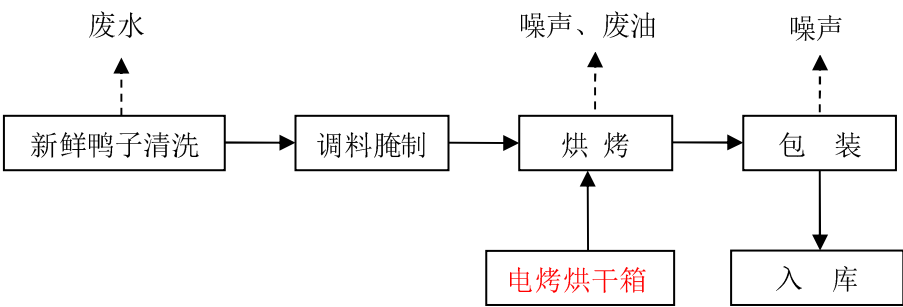 废水
噪声、废油
噪声
新鲜鸭子清洗
调料腌制
烘 烤
包 装
电烤烘干箱
入 库